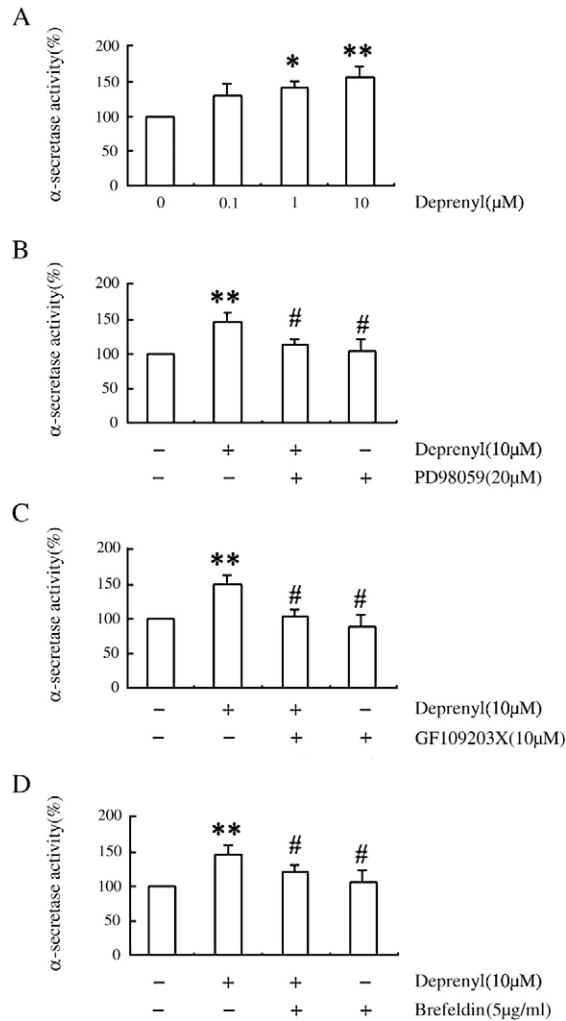 A
α-secretase activity(%)
200
150
100
50
0
* **
0 0.1 1 10 Deprenyl(μM)
B
α-secretase activity(%)
200
150
100
50
0
** # #
− + + − Deprenyl(10μM)
− − + + PD98059(20μM)
C
α-secretase activity(%)
200
150
100
50
0
** # #
− + + − Deprenyl(10μM)
− − + + GF109203X(10μM)
D
α-secretase activity(%)
200
150
100
50
0
** # #
− + + − Deprenyl(10μM)
− − + + Brefeldin(5μg/ml)